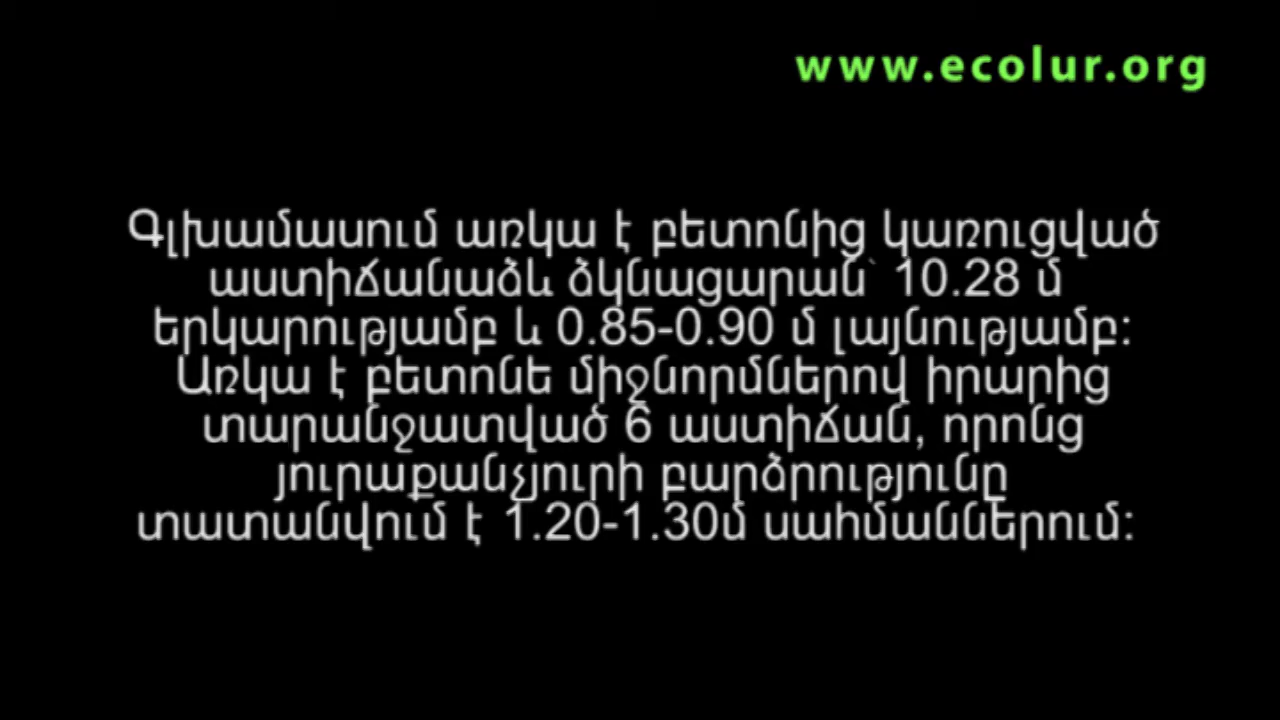 www.ecolur.org
Գլխամասում առկա է բետոնից կառուցված
աստիճանաձև ձկնացարան` 10.28 մ
երկարությամբ և 0.85-0.90 մ լայնությամբ:
Առկա է բետոնե միջնորմներով իրարից
տարանջատված 6 աստիճան, որոնց
յուրաքանչյուրի բարձրությունը
տատանվում է 1.20-1.30մ սահմաններում: